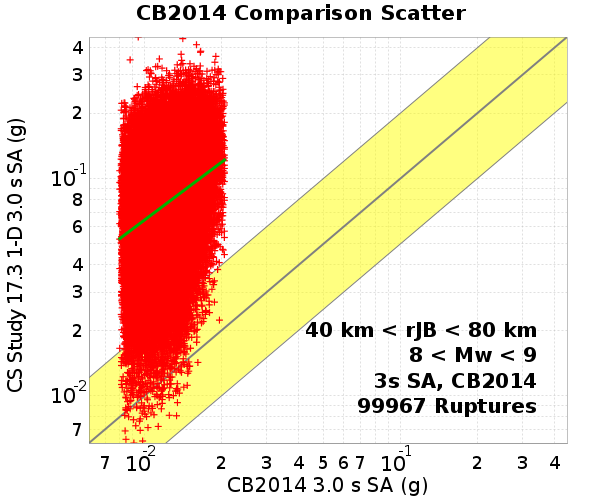 CB2014 Comparison Scatter
CS Study 17.3 1-D 3.0 s SA (g)
4
3
2
10-1
8
6
4
3
2
10-2
7
40 km < rJB < 80 km
8 < Mw < 9
3s SA, CB2014
99967 Ruptures
7 10-2 2 3 4 5 6 7 10-1 2 3 4
CB2014 3.0 s SA (g)